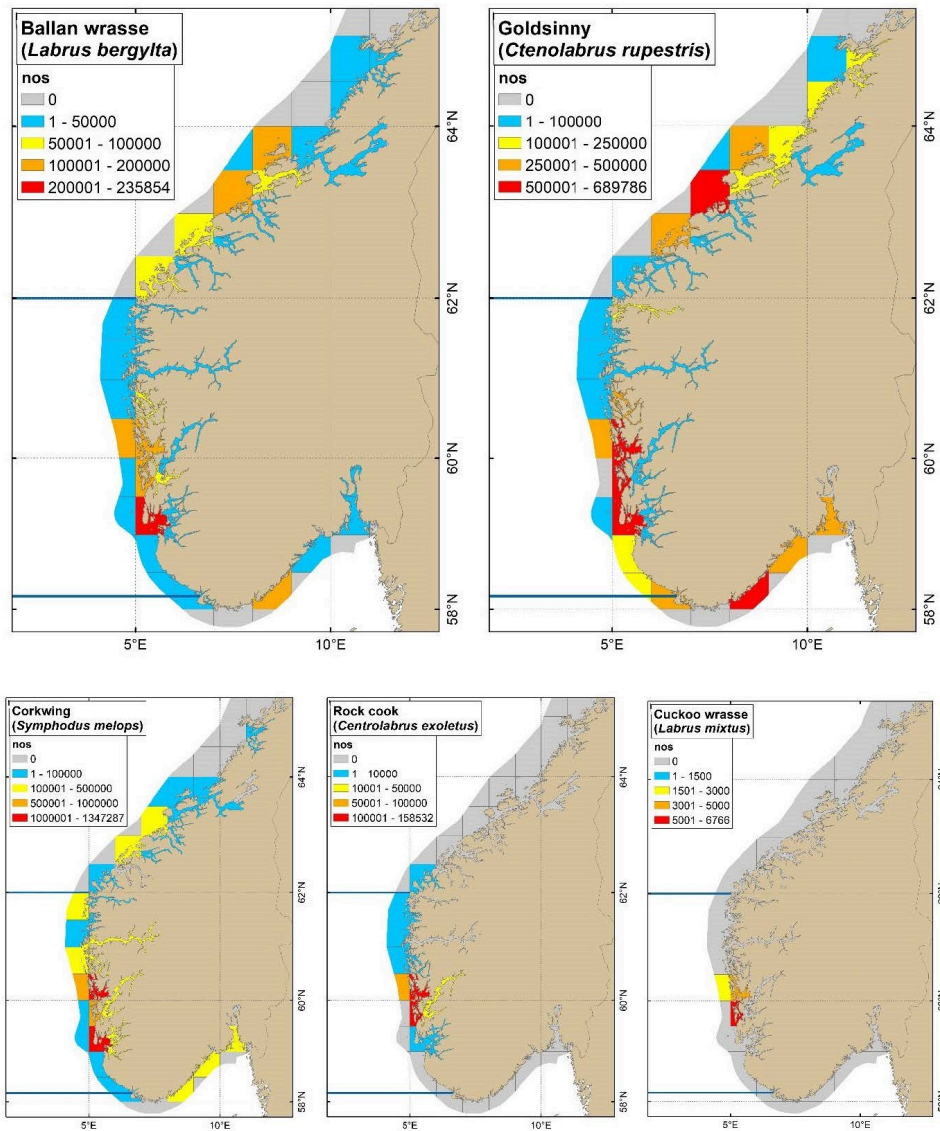 Ballan wrasse
(Labrus bergylta)
nos
0
1 - 50000
50001 - 100000
100001 - 200000
200001 - 235854
64°N
62°N
60°N
58°N
5°E
10°E
Goldsinny
(Ctenolabrus rupestris)
nos
0
1 - 100000
100001 - 250000
250001 - 500000
500001 - 689786
64°N
62°N
60°N
58°N
5°E
10°E
Corkwing
(Symphodus melops)
nos
0
1 - 100000
100001 - 500000
500001 - 1000000
1000001 - 1347287
64°N
62°N
60°N
58°N
5°E
10°E
Rock cook
(Centrolabrus exoletus)
nos
0
1 10000
10001 - 50000
50001 - 100000
100001 - 158532
64°N
62°N
60°N
58°N
5°E
10°E
Cuckoo wrasse
(Labrus mixtus)
nos
0
1 - 1500
1501 - 3000
3001 - 5000
5001 - 6766
5°E
10°E